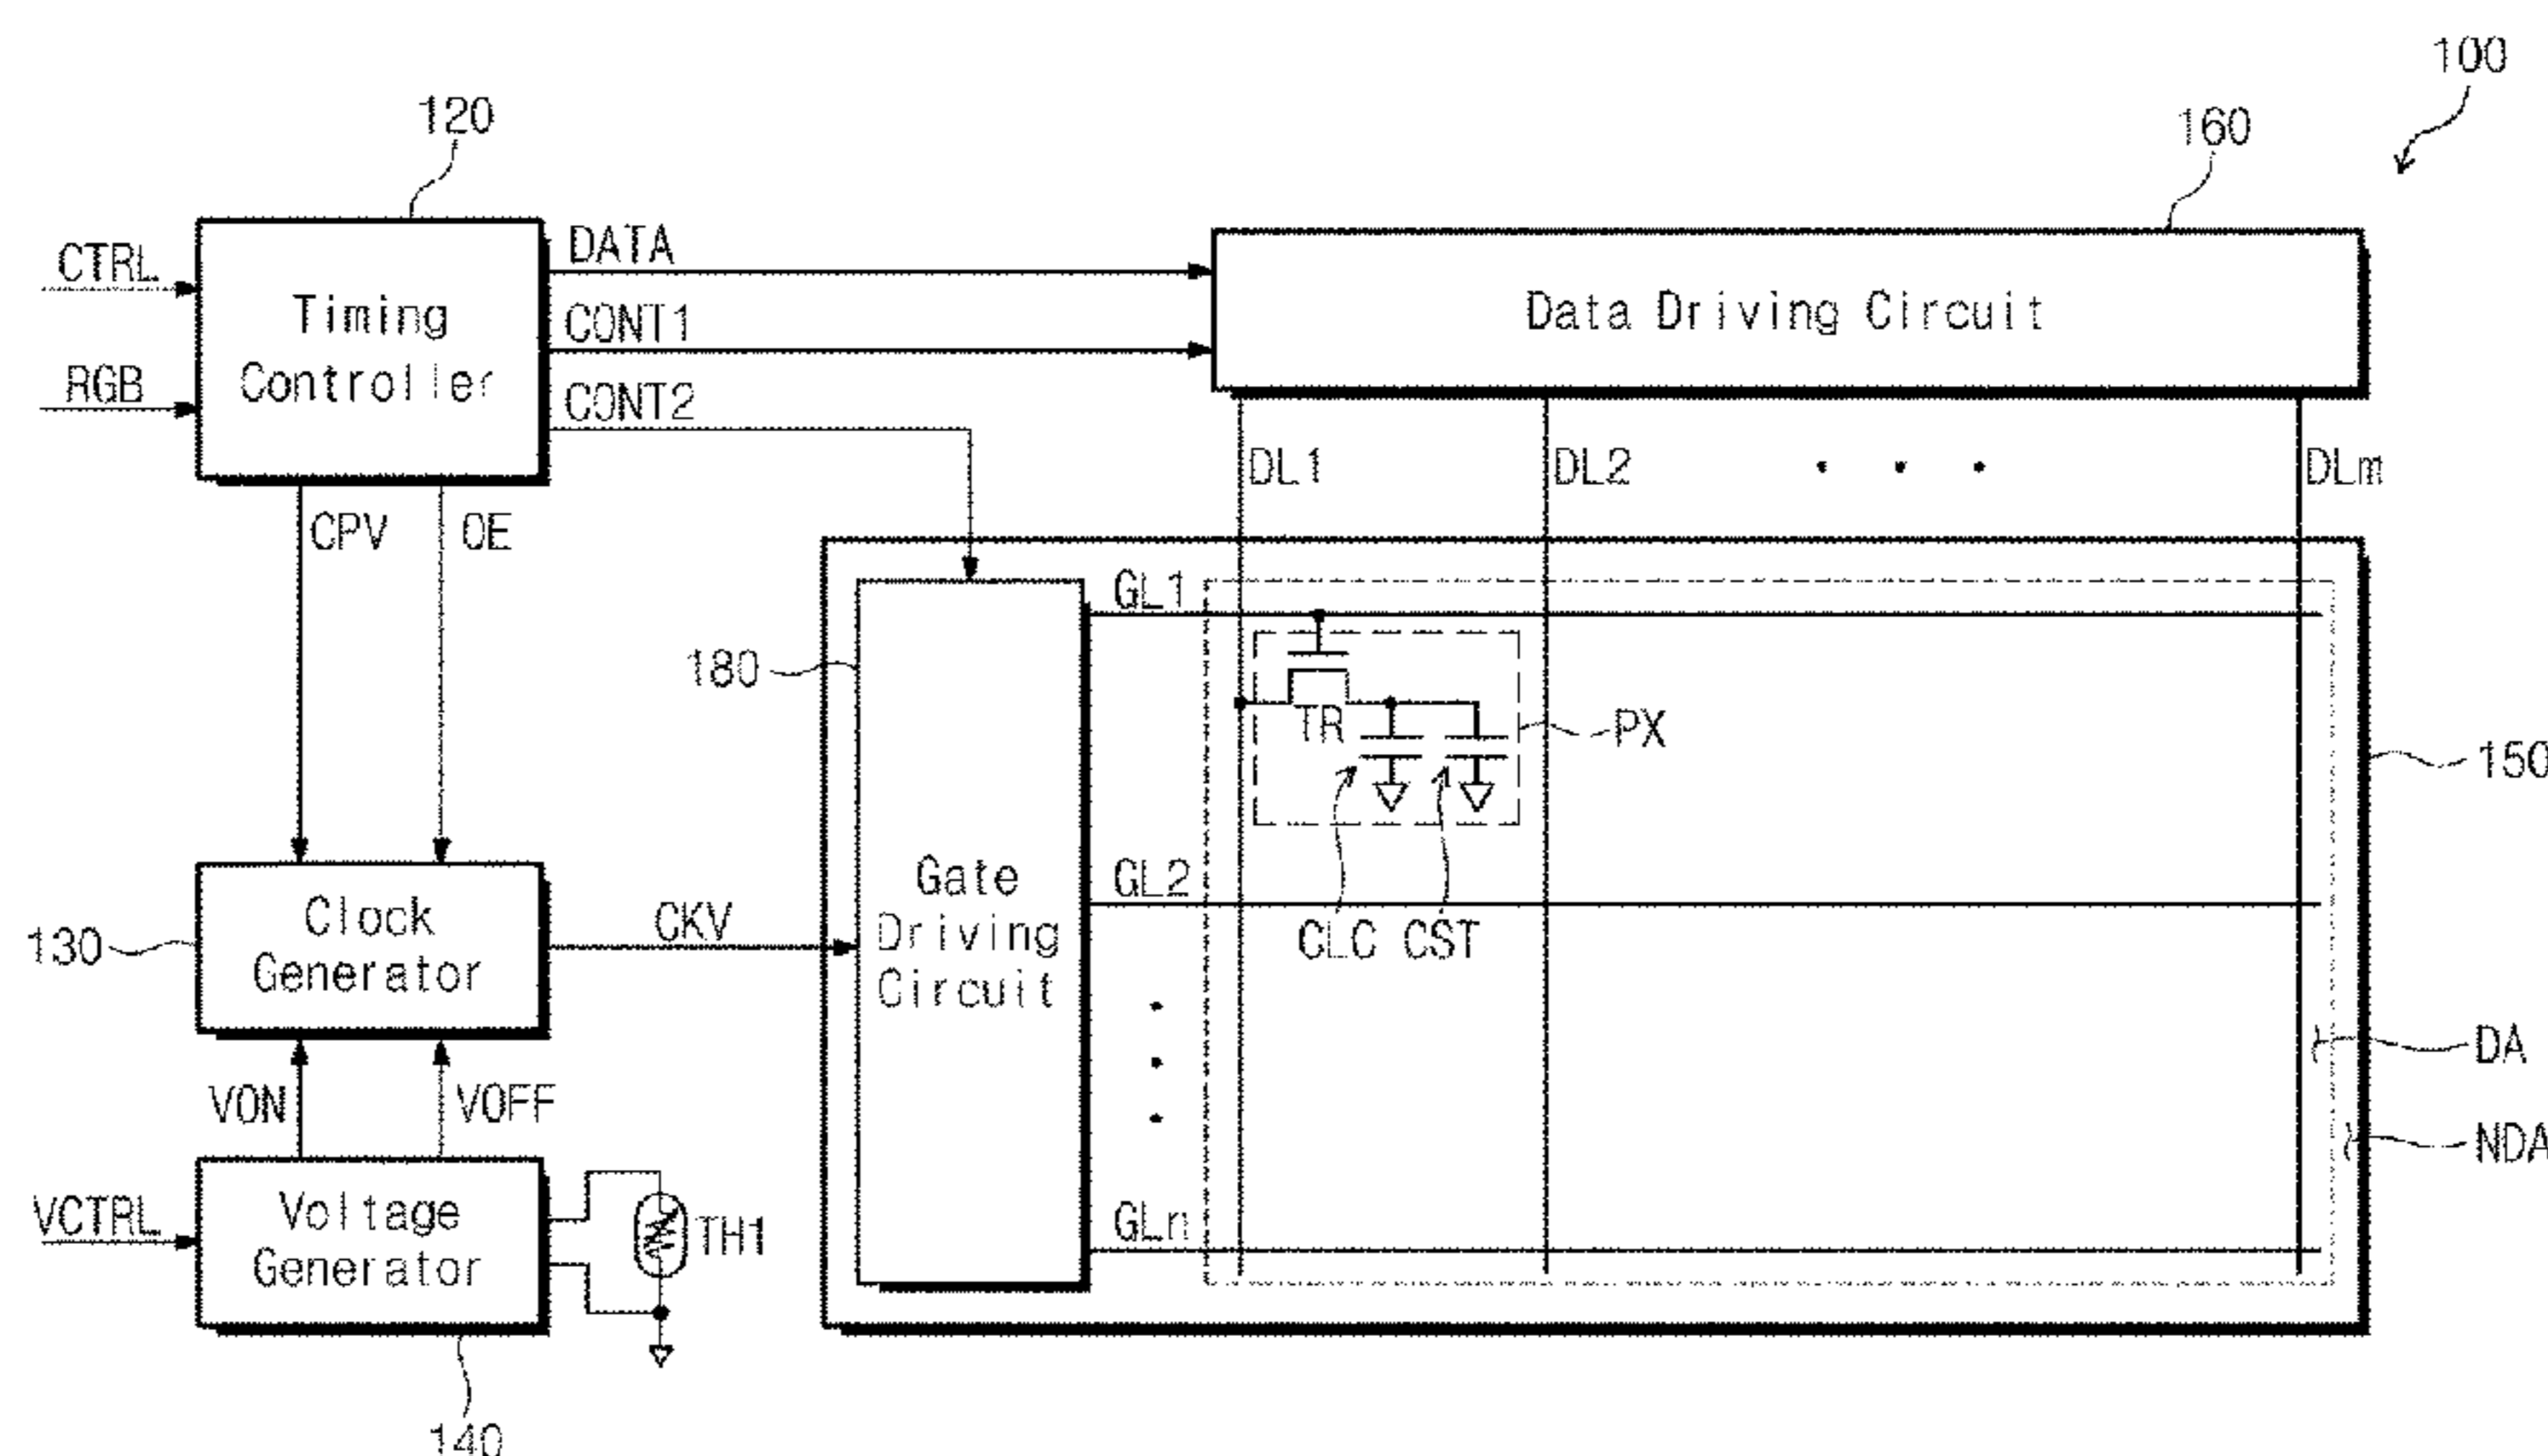 100
120
160
CTRL
RGB
Timing
Controller
DATA
CONT1
CONT2
Data Driving Circuit
DL1
DL2
DLm
CPV
OE
GL1
180
TR
PX
150
Gate
Driving
Circuit
GL2
CLC
CST
130
Clock
Generator
CKV
DA
NDA
VON
VOFF
VCTRL
Voltage
Generator
TH1
GLn
140